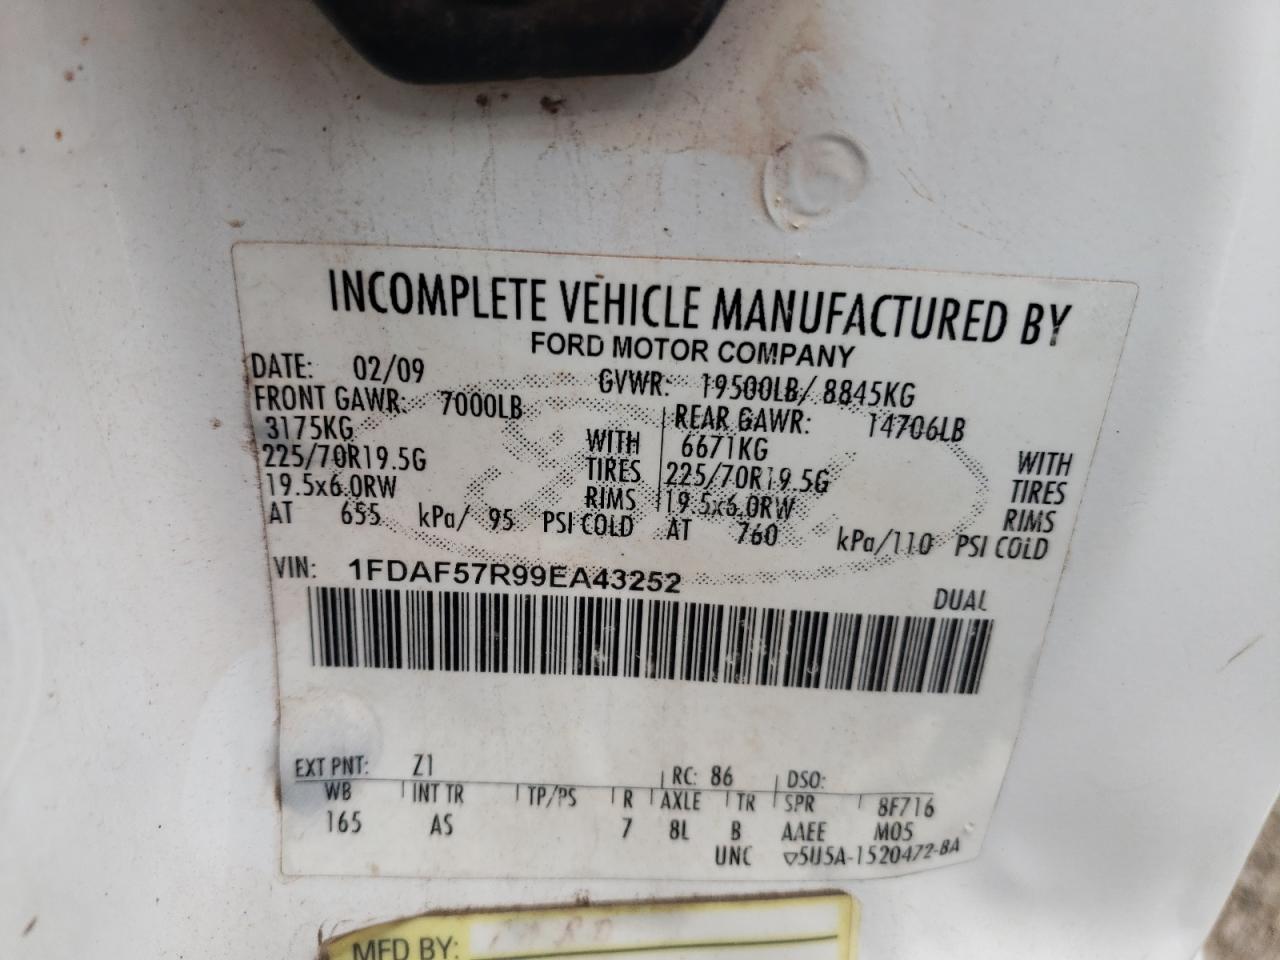 INCOMPLETE VEHICLE MANUFACTURED BY
FORD MOTOR COMPANY
DATE: 02/09 GVWR: 19500LB/ 8845KG
FRONT GAWR: 7000LB REAR GAWR: 14706LB
3175KG WITH 6671KG WITH
225/70R19.5G TIRES 225/70R19.5G TIRES
19.5x6.0RW RIMS 19.5x6.0RW RIMS
AT 655 kPa/ 95 PSI COLD AT 760 kPa/110 PSI COLD
VIN: 1FDAF57R99EA43252 DUAL
EXT PNT: Z1 RC: 86 DSO:
WB INT TR TP/PS R AXLE TR SPR 8F716
165 AS 7 8L B AAEE M05
UNC ▽5U5A-1520472-BA
MFD BY: